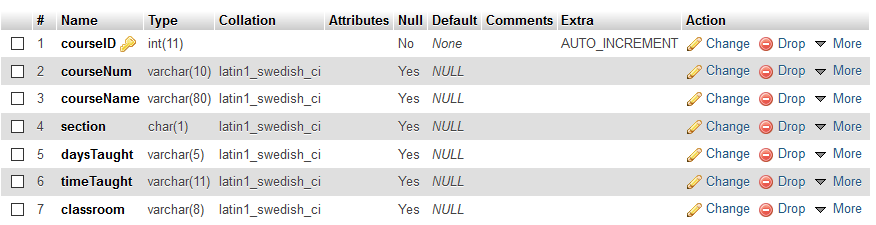 # Name Type Collation Attributes Null Default Comments Extra Action
1 courseID int(11) No None AUTO_INCREMENT Change Drop More
2 courseNum varchar(10) latin1_swedish_ci Yes NULL Change Drop More
3 courseName varchar(80) latin1_swedish_ci Yes NULL Change Drop More
4 section char(1) latin1_swedish_ci Yes NULL Change Drop More
5 daysTaught varchar(5) latin1_swedish_ci Yes NULL Change Drop More
6 timeTaught varchar(11) latin1_swedish_ci Yes NULL Change Drop More
7 classroom varchar(8) latin1_swedish_ci Yes NULL Change Drop More